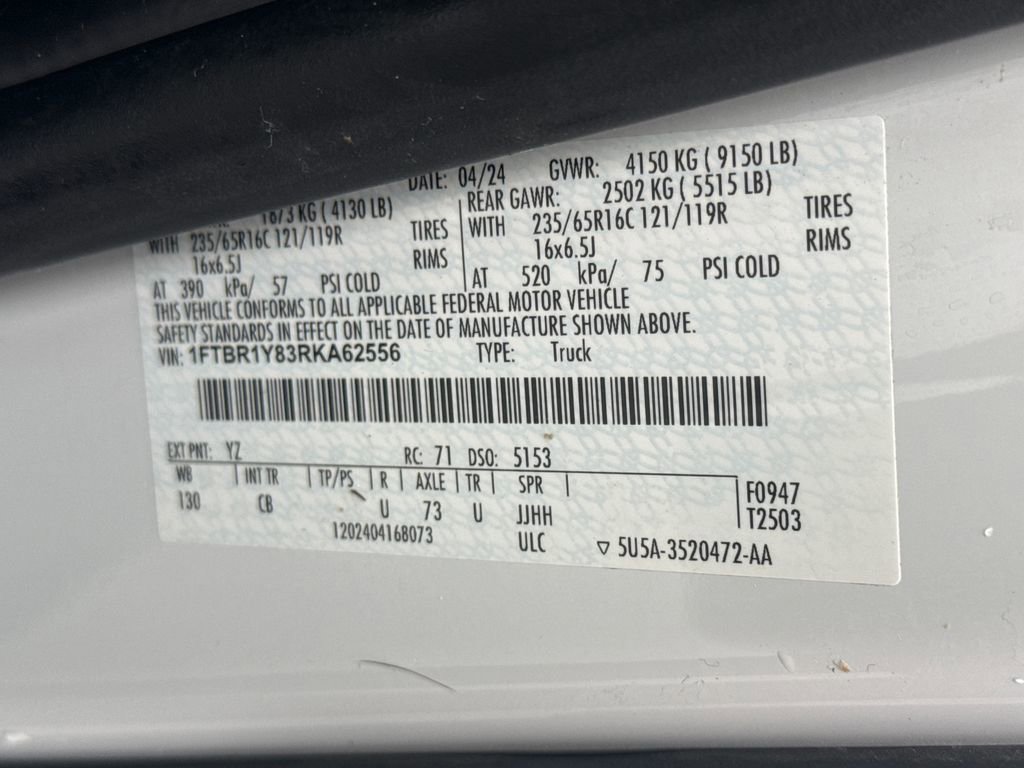 DATE: 04/24 GVWR: 4150 KG ( 9150 LB)
1873 KG ( 4130 LB) REAR GAWR: 2502 KG ( 5515 LB)
WITH 235/65R16C 121/119R TIRES WITH 235/65R16C 121/119R TIRES
16x6.5J RIMS 16x6.5J RIMS
AT 390 kPa/ 57 PSI COLD AT 520 kPa/ 75 PSI COLD
THIS VEHICLE CONFORMS TO ALL APPLICABLE FEDERAL MOTOR VEHICLE
SAFETY STANDARDS IN EFFECT ON THE DATE OF MANUFACTURE SHOWN ABOVE.
VIN: 1FTBR1Y83RKA62556 TYPE: Truck
EXT PNT: YZ RC: 71 DSO: 5153
WB INT TR TP/PS R AXLE TR SPR F0947
130 CB U 73 U JJHH T2503
1202404168073 ULC ▽ 5U5A-3520472-AA